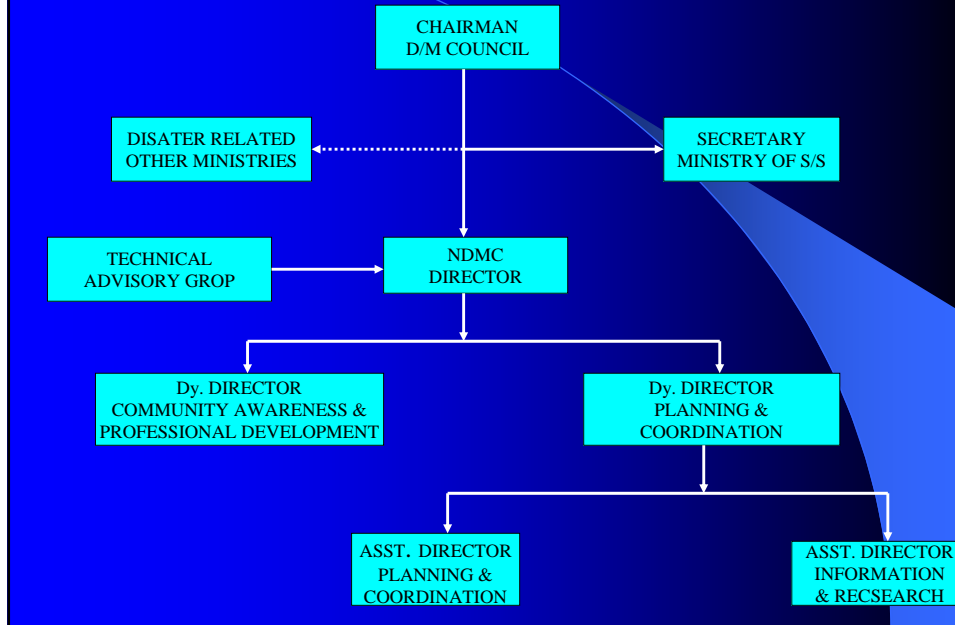 CHAIRMAN
D/M COUNCIL
DISATER RELATED
OTHER MINISTRIES
SECRETARY
MINISTRY OF S/S
TECHNICAL
ADVISORY GROP
NDMC
DIRECTOR
Dy. DIRECTOR
COMMUNITY AWARENESS &
PROFESSIONAL DEVELOPMENT
Dy. DIRECTOR
PLANNING &
COORDINATION
ASST. DIRECTOR
PLANNING &
COORDINATION
ASST. DIRECTOR
INFORMATION
& RECSEARCH